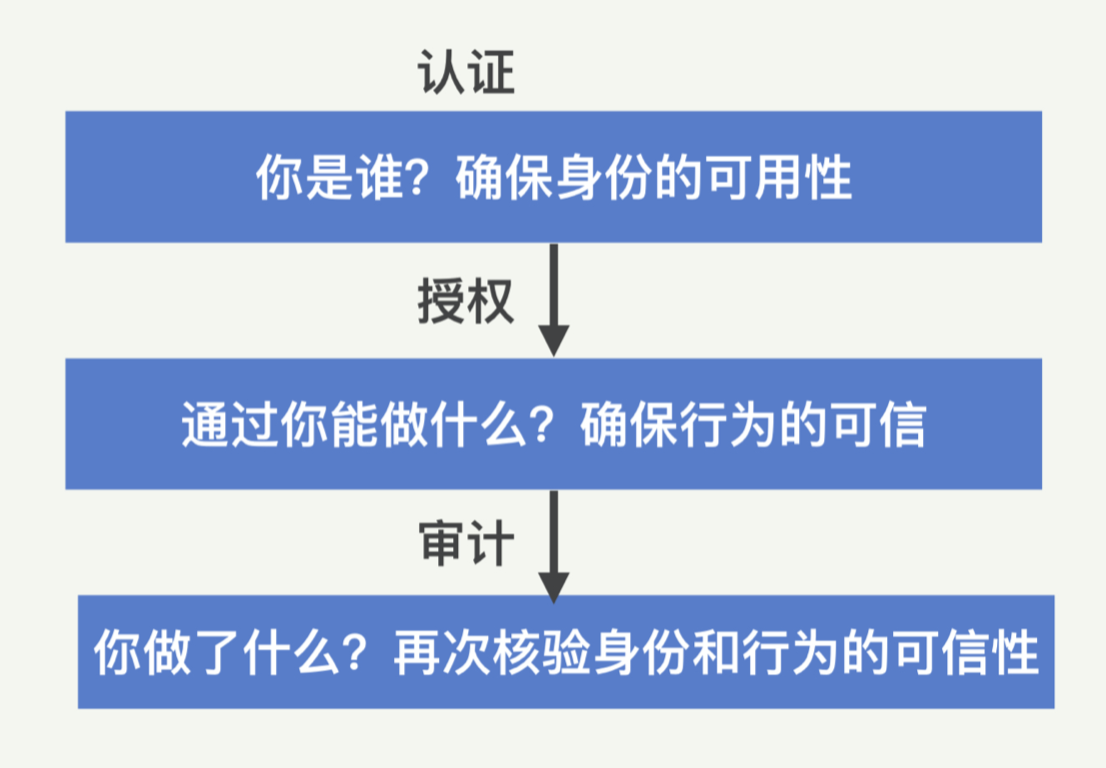 认证
你是谁？确保身份的可用性
授权
通过你能做什么？确保行为的可信
审计
你做了什么？再次核验身份和行为的可信性